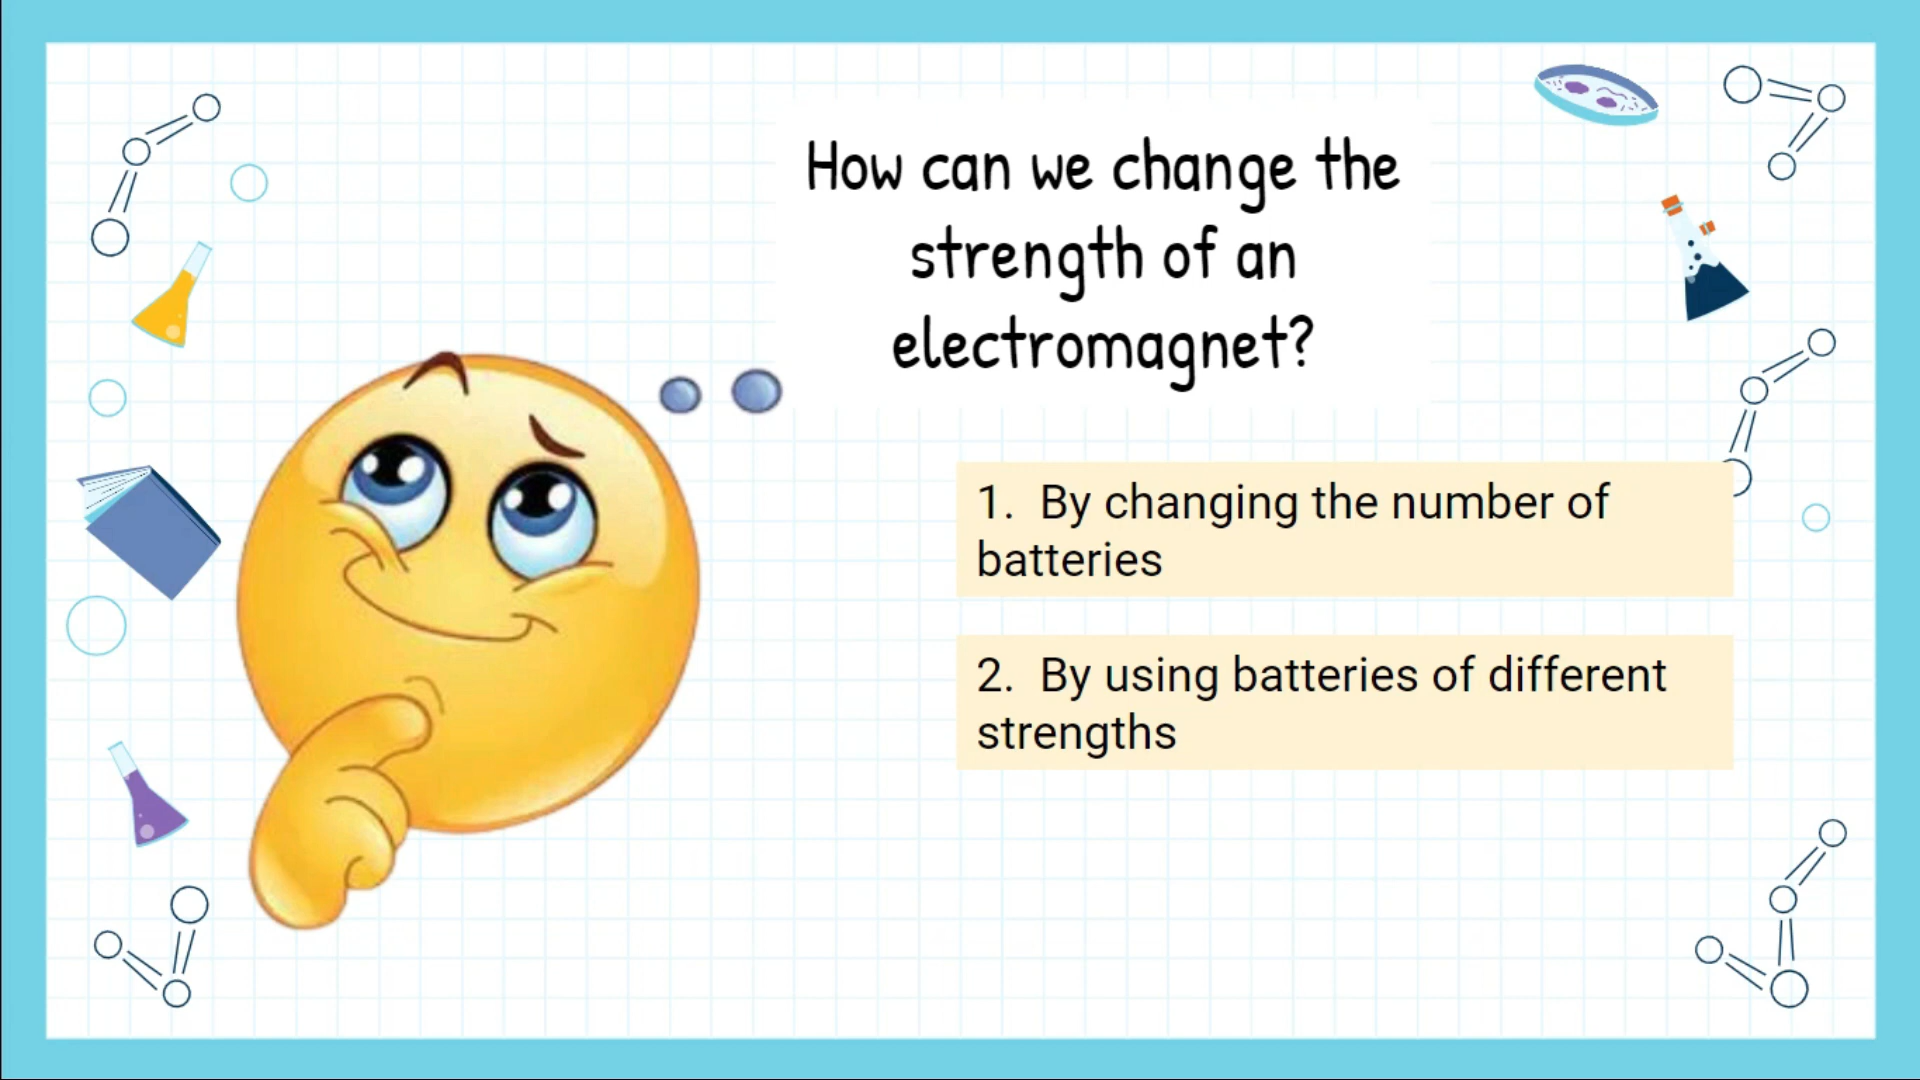 How can we change the
strength of an
electromagnet?
1. By changing the number of
batteries
2. By using batteries of different
strengths